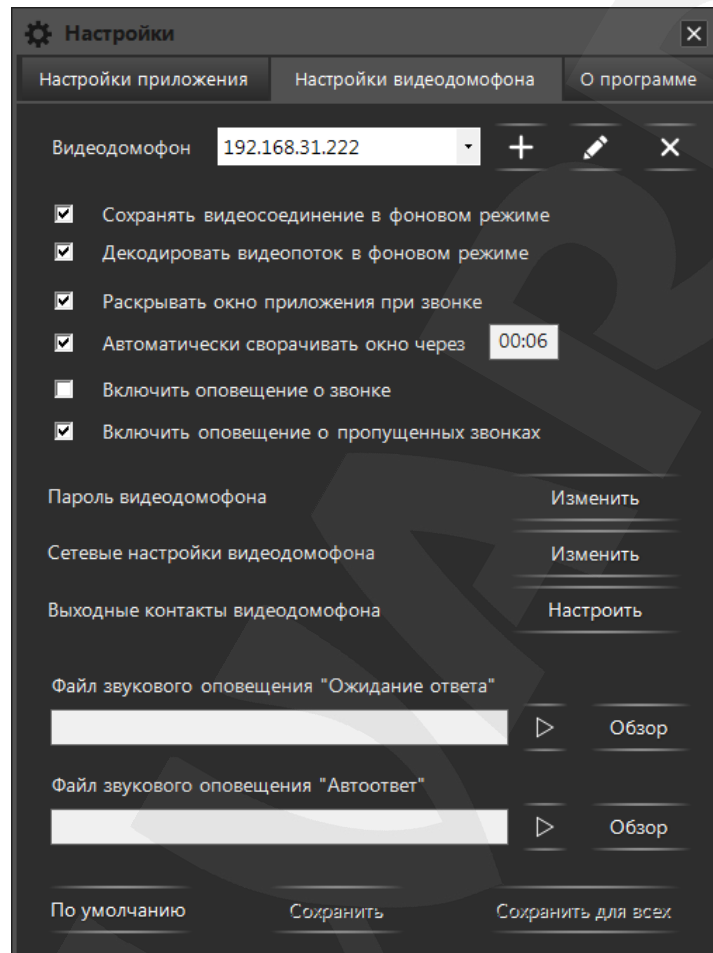 Настройки
Настройки приложения Настройки видеодомофона О программе
Видеодомофон 192.168.31.222
Сохранять видеосоединение в фоновом режиме
Декодировать видеопоток в фоновом режиме
Раскрывать окно приложения при звонке
Автоматически сворачивать окно через 00:06
Включить оповещение о звонке
Включить оповещение о пропущенных звонках
Пароль видеодомофона Изменить
Сетевые настройки видеодомофона Изменить
Выходные контакты видеодомофона Настроить
Файл звукового оповещения "Ожидание ответа"
Обзор
Файл звукового оповещения "Автоответ"
Обзор
По умолчанию Сохранить Сохранить для всех